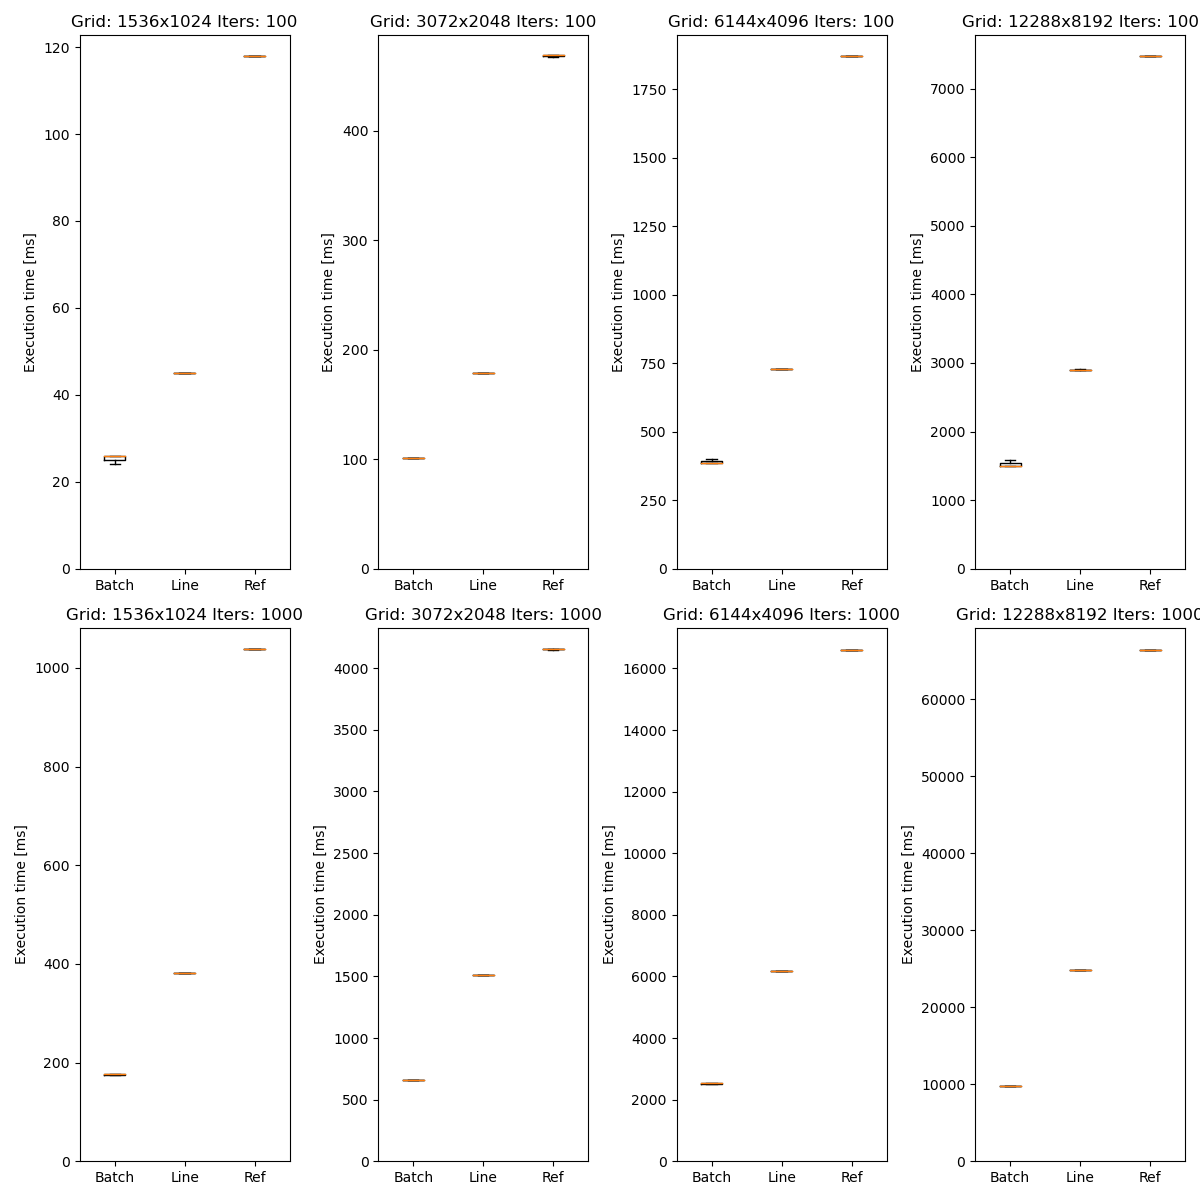 Grid: 1536x1024 Iters: 100
Execution time [ms]
120
100
80
60
40
20
0
Batch Line Ref
Grid: 3072x2048 Iters: 100
Execution time [ms]
400
300
200
100
0
Batch Line Ref
Grid: 6144x4096 Iters: 100
Execution time [ms]
1750
1500
1250
1000
750
500
250
0
Batch Line Ref
Grid: 12288x8192 Iters: 100
Execution time [ms]
7000
6000
5000
4000
3000
2000
1000
0
Batch Line Ref
Grid: 1536x1024 Iters: 1000
Execution time [ms]
1000
800
600
400
200
0
Batch Line Ref
Grid: 3072x2048 Iters: 1000
Execution time [ms]
4000
3500
3000
2500
2000
1500
1000
500
0
Batch Line Ref
Grid: 6144x4096 Iters: 1000
Execution time [ms]
16000
14000
12000
10000
8000
6000
4000
2000
0
Batch Line Ref
Grid: 12288x8192 Iters: 1000
Execution time [ms]
60000
50000
40000
30000
20000
10000
0
Batch Line Ref